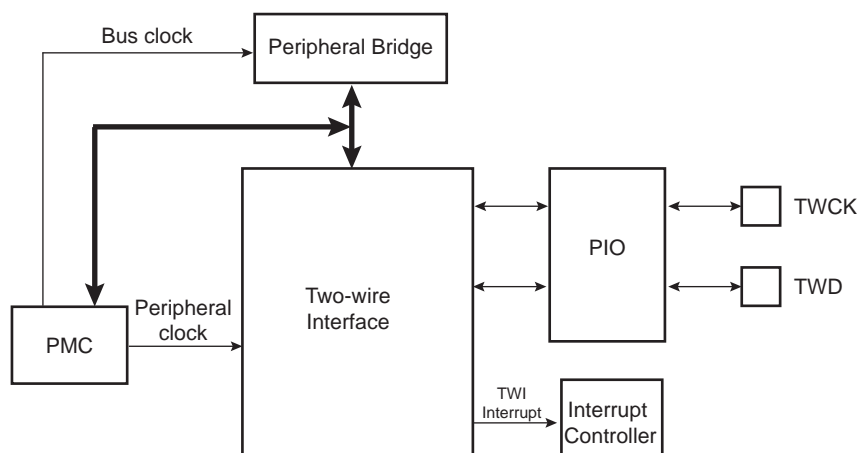 Bus clock
Peripheral Bridge
TWCK
PIO
Two-wire
Interface
TWD
Peripheral
clock
PMC
TWI
Interrupt
Interrupt
Controller